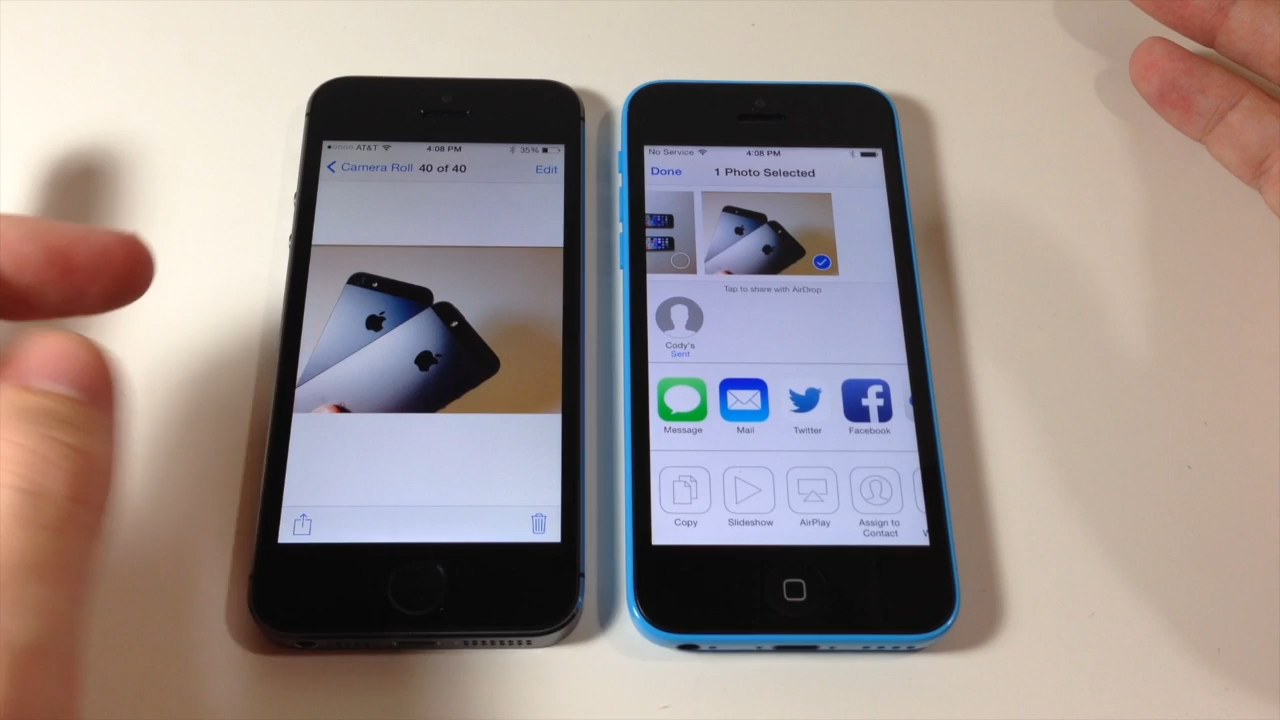 AT&T 4:08 PM 35%
Camera Roll 40 of 40 Edit
No Service 4:08 PM
Done 1 Photo Selected
Tap to share with AirDrop
Cody's
Sent
Message Mail Twitter Facebook
Copy Slideshow AirPlay Assign to
Contact